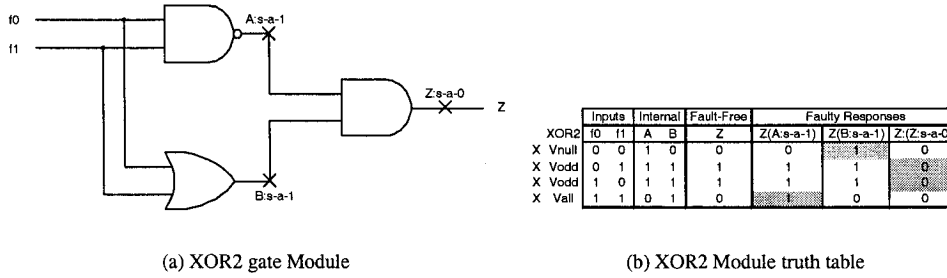 f0
f1
A:s-a-1
B:s-a-1
Z:s-a-0
Z
Inputs Internal Fault-Free Faulty Responses
XOR2 f0 f1 A B Z Z(A:s-a-1) Z(B:s-a-1) Z:(Z:s-a-0
X Vnull 0 0 1 0 0 0 1 0
X Vodd 0 1 1 1 1 1 1 0
X Vodd 1 0 1 1 1 1 1 0
X Vall 1 1 0 1 0 1 0 0
(a) XOR2 gate Module
(b) XOR2 Module truth table